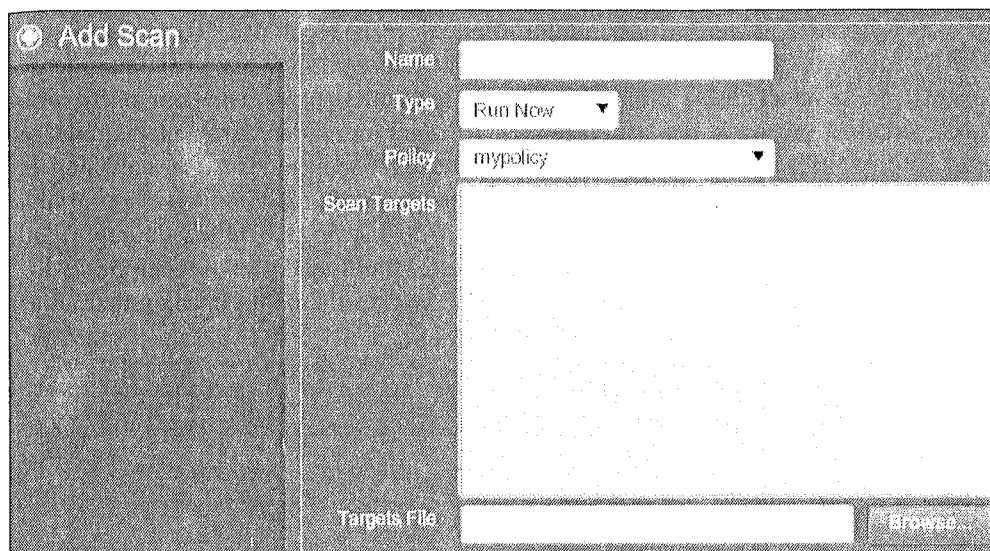 Add Scan
Name
Type
Run Now
Policy
mypolicy
Scan Targets
Targets File
Browse...